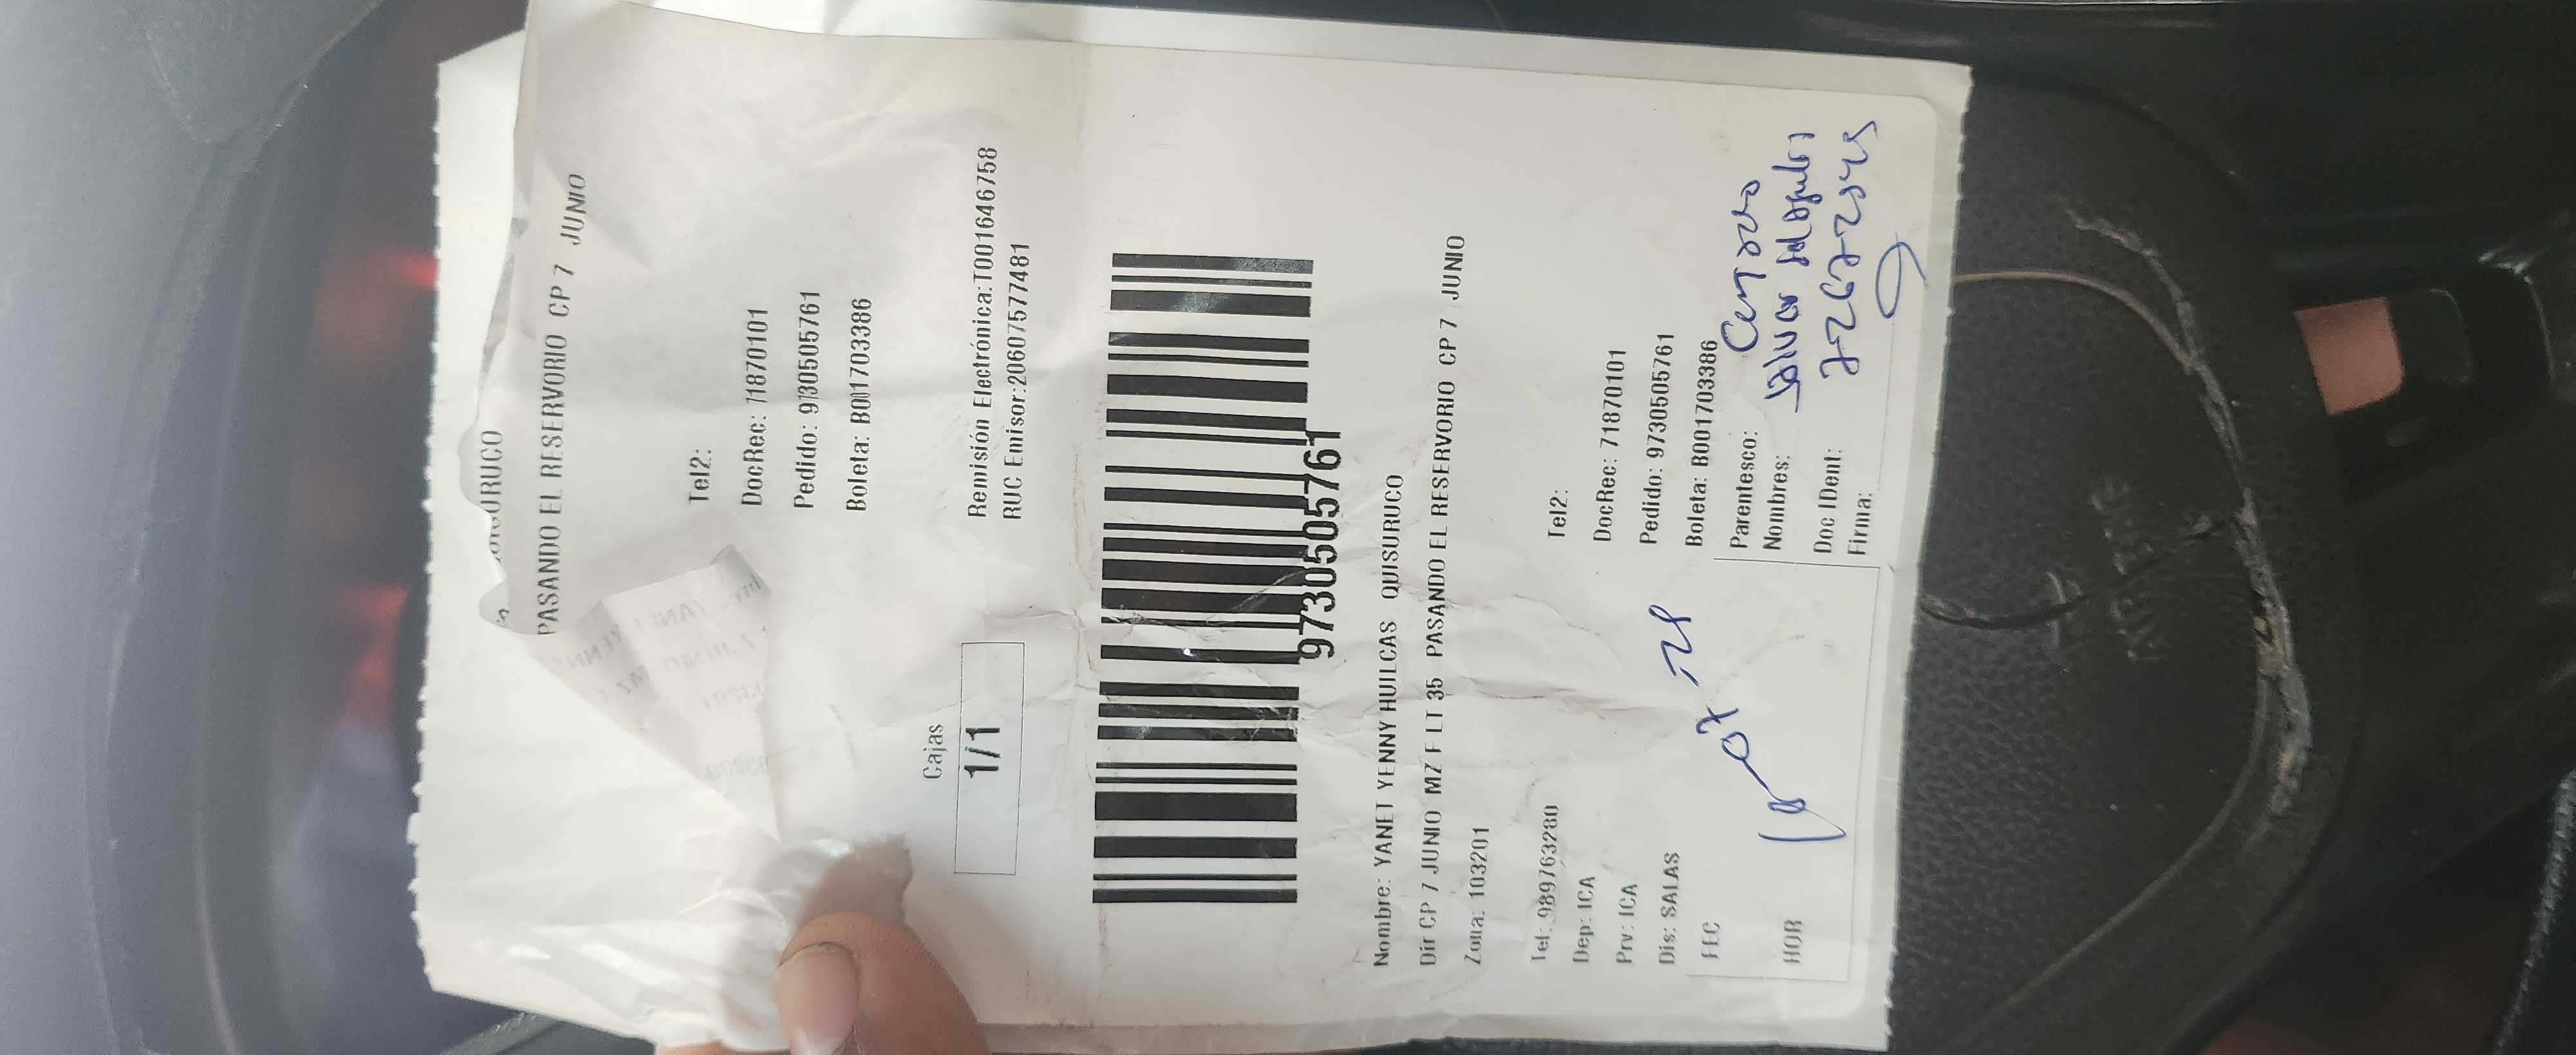 QUISURUCO
PASANDO EL RESERVORIO CP 7 JUNIO
Tel2:
DocRec: 71870101
Pedido: 9730505761
Boleta: B001703386
Cajas
1/1
Remisión Electrónica:T001646758
RUC Emisor:20607577481
9730505761
Nombre: YANET YENNY HUILCAS QUISURUCO
Dir CP 7 JUNIO MZ F LT 35 PASANDO EL RESERVORIO CP 7 JUNIO
Zona: 103201
Tel: 989763280
Tel2:
Dep: ICA
DocRec: 71870101
Prv: ICA
Pedido: 9730505761
Dis: SALAS
Boleta: B001703386
FEC
HOR
Parentesco:
Nombres:
Doc IDent:
Firma: